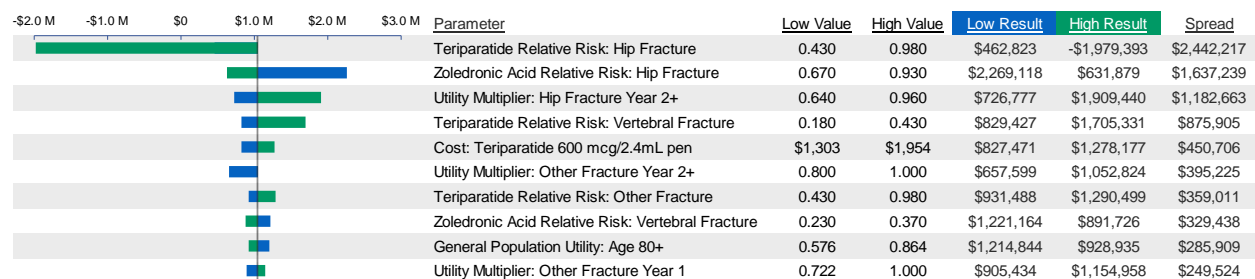 -$2.0 M -$1.0 M $0 $1.0 M $2.0 M $3.0 M Parameter Low Value High Value Low Result High Result Spread
Teriparatide Relative Risk: Hip Fracture 0.430 0.980 $462,823 -$1,979,393 $2,442,217
Zoledronic Acid Relative Risk: Hip Fracture 0.670 0.930 $2,269,118 $631,879 $1,637,239
Utility Multiplier: Hip Fracture Year 2+ 0.640 0.960 $726,777 $1,909,440 $1,182,663
Teriparatide Relative Risk: Vertebral Fracture 0.180 0.430 $829,427 $1,705,331 $875,905
Cost: Teriparatide 600 mcg/2.4mL pen $1,303 $1,954 $827,471 $1,278,177 $450,706
Utility Multiplier: Other Fracture Year 2+ 0.800 1.000 $657,599 $1,052,824 $395,225
Teriparatide Relative Risk: Other Fracture 0.430 0.980 $931,488 $1,290,499 $359,011
Zoledronic Acid Relative Risk: Vertebral Fracture 0.230 0.370 $1,221,164 $891,726 $329,438
General Population Utility: Age 80+ 0.576 0.864 $1,214,844 $928,935 $285,909
Utility Multiplier: Other Fracture Year 1 0.722 1.000 $905,434 $1,154,958 $249,524